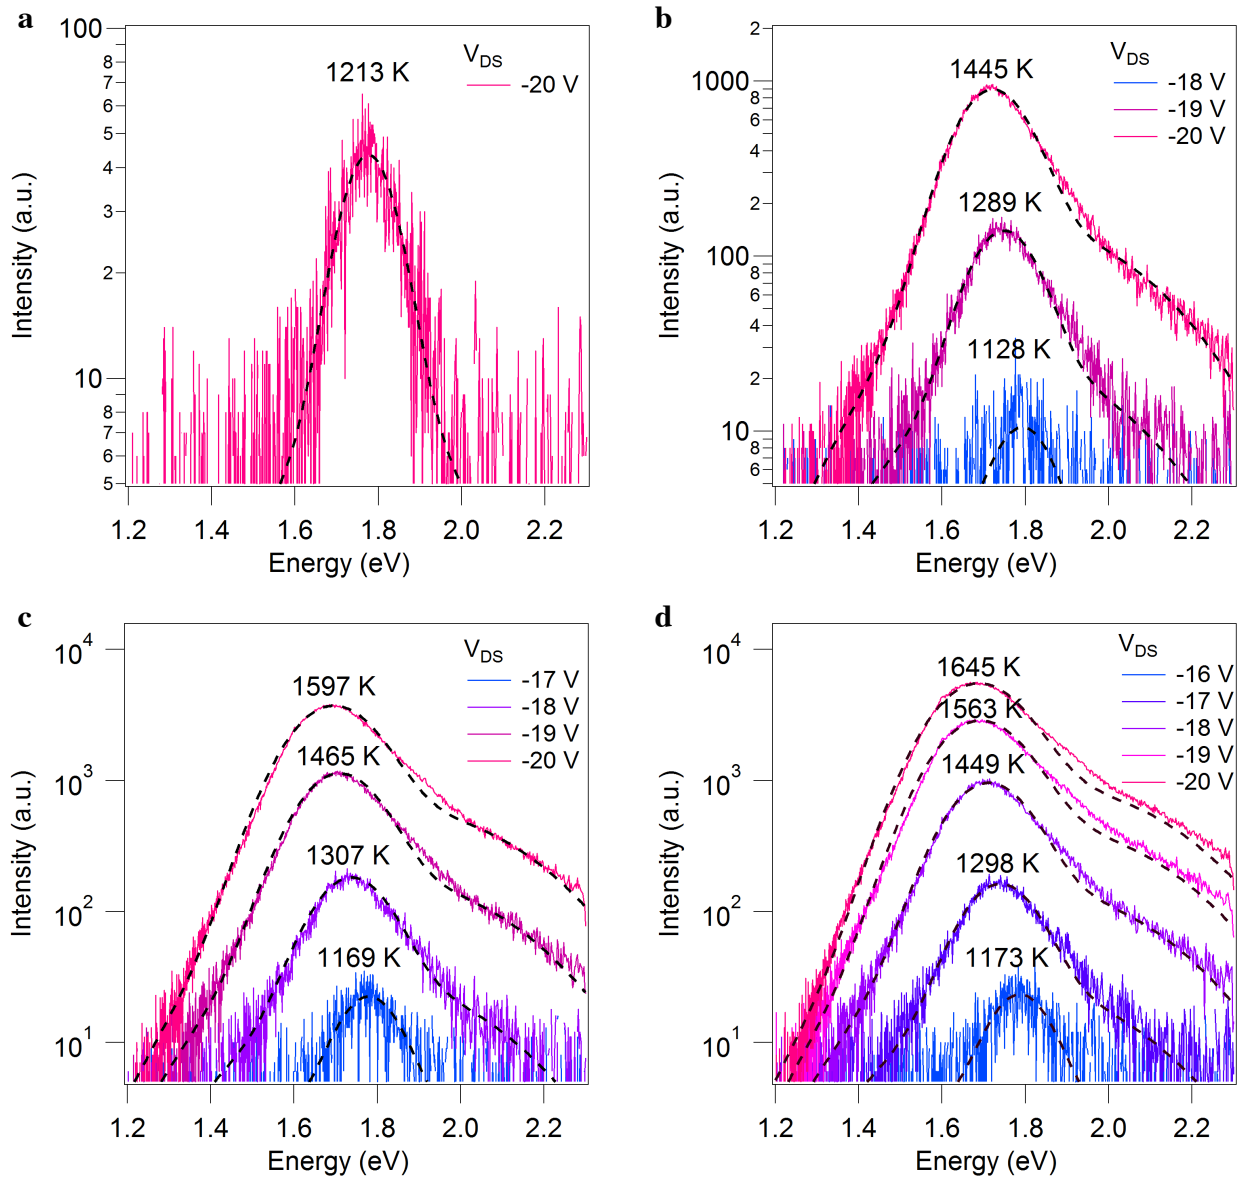 a
100
8
7
6
5
4
3
2
10
8
7
6
5
Intensity (a.u.)
1213 K
V_DS
-20 V
1.2 1.4 1.6 1.8 2.0 2.2
Energy (eV)
b
2
1000
8
6
4
2
100
8
6
4
2
10
8
6
Intensity (a.u.)
1445 K
1289 K
1128 K
V_DS
-18 V
-19 V
-20 V
1.2 1.4 1.6 1.8 2.0 2.2
Energy (eV)
c
10^4
10^3
10^2
10^1
Intensity (a.u.)
1597 K
1465 K
1307 K
1169 K
V_DS
-17 V
-18 V
-19 V
-20 V
1.2 1.4 1.6 1.8 2.0 2.2
Energy (eV)
d
10^4
10^3
10^2
10^1
Intensity (a.u.)
1645 K
1563 K
1449 K
1298 K
1173 K
V_DS
-16 V
-17 V
-18 V
-19 V
-20 V
1.2 1.4 1.6 1.8 2.0 2.2
Energy (eV)